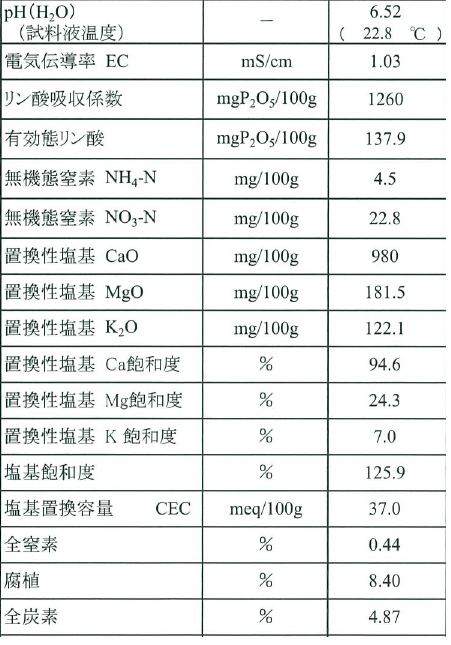 pH(H₂O) － 6.52
(試料液温度) ( 22.8 ℃ )
電気伝導率 EC mS/cm 1.03
リン酸吸収係数 mgP₂O₅/100g 1260
有効態リン酸 mgP₂O₅/100g 137.9
無機態窒素 NH₄-N mg/100g 4.5
無機態窒素 NO₃-N mg/100g 22.8
置換性塩基 CaO mg/100g 980
置換性塩基 MgO mg/100g 181.5
置換性塩基 K₂O mg/100g 122.1
置換性塩基 Ca飽和度 % 94.6
置換性塩基 Mg飽和度 % 24.3
置換性塩基 K 飽和度 % 7.0
塩基飽和度 % 125.9
塩基置換容量 CEC meq/100g 37.0
全窒素 % 0.44
腐植 % 8.40
全炭素 % 4.87